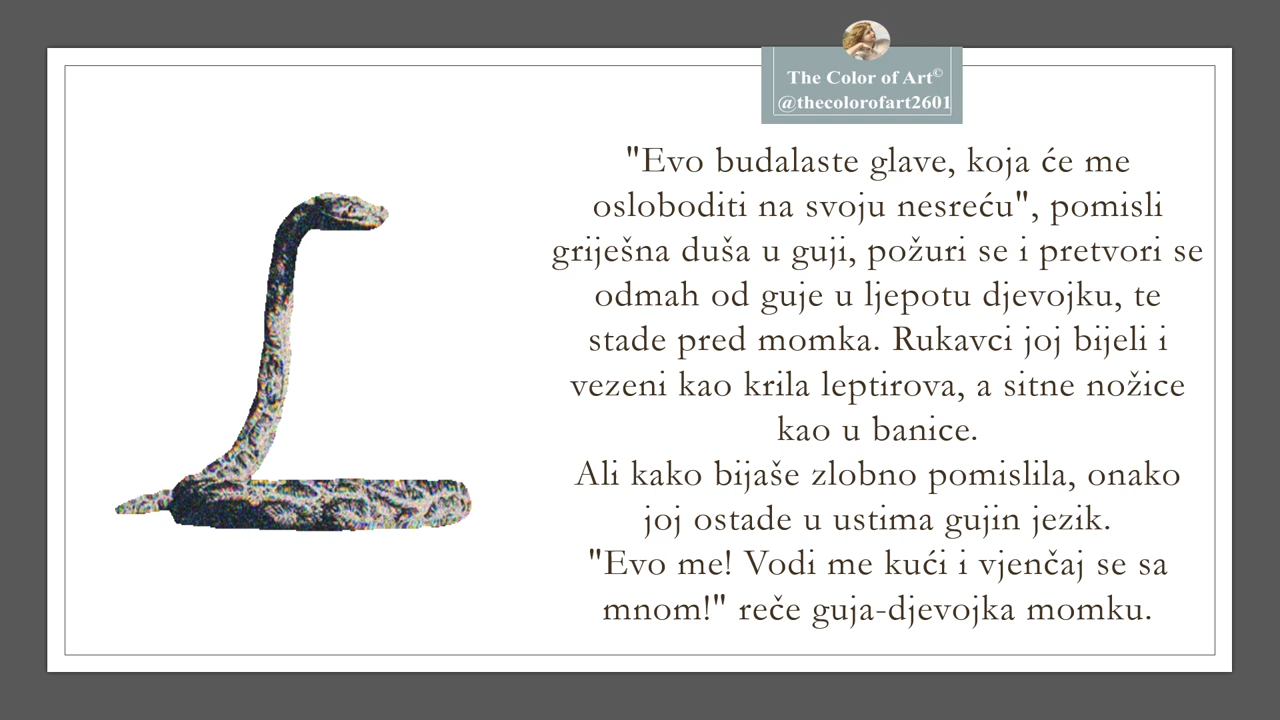 The Color of Art©
@thecolorofart2601
"Evo budalaste glave, koja će me
osloboditi na svoju nesreću", pomisli
griješna duša u guji, požuri se i pretvori se
odmah od guje u ljepotu djevojku, te
stade pred momka. Rukavci joj bijeli i
vezeni kao krila leptirova, a sitne nožice
kao u banice.
Ali kako bijaše zlobno pomislila, onako
joj ostade u ustima gujin jezik.
"Evo me! Vodi me kući i vjenčaj se sa
mnom!" reče guja-djevojka momku.